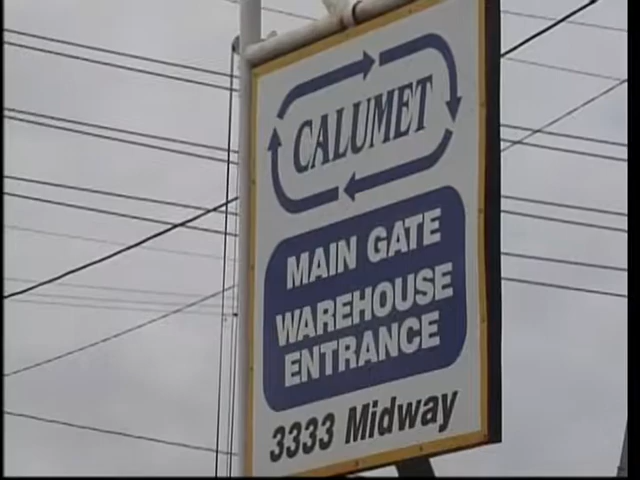 CALUMET
MAIN GATE
WAREHOUSE
ENTRANCE
3333 Midway